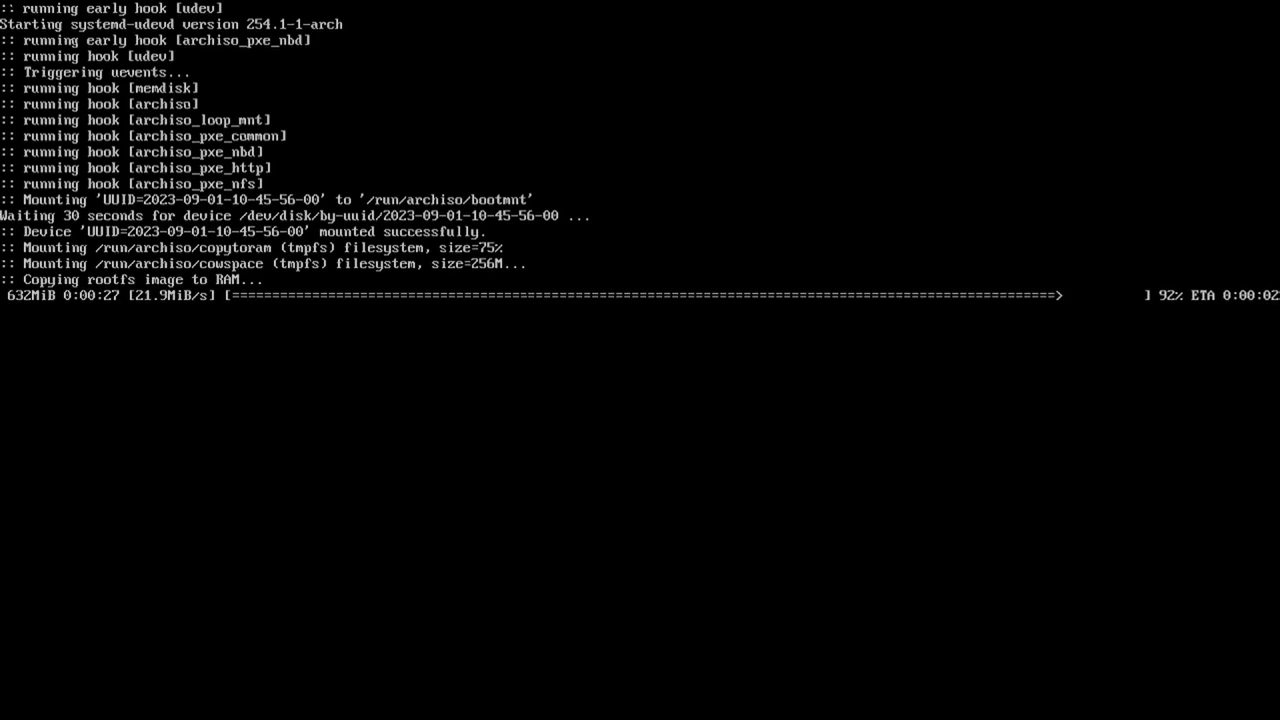 :: running early hook [udev]
Starting systemd-udevd version 254.1-1-arch
:: running early hook [archiso_pxe_nbd]
:: running hook [udev]
:: Triggering uevents...
:: running hook [memdisk]
:: running hook [archiso]
:: running hook [archiso_loop_mnt]
:: running hook [archiso_pxe_common]
:: running hook [archiso_pxe_nbd]
:: running hook [archiso_pxe_http]
:: running hook [archiso_pxe_nfs]
:: Mounting 'UUID=2023-09-01-10-45-56-00' to '/run/archiso/bootmnt'
Waiting 30 seconds for device /dev/disk/by-uuid/2023-09-01-10-45-56-00 ...
:: Device 'UUID=2023-09-01-10-45-56-00' mounted successfully.
:: Mounting /run/archiso/copytoram (tmpfs) filesystem, size=75%
:: Mounting /run/archiso/cowspace (tmpfs) filesystem, size=256M...
:: Copying rootfs image to RAM...
632MiB 0:00:27 [21.9MiB/s] [=======================================================================================================> ] 92% ETA 0:00:02